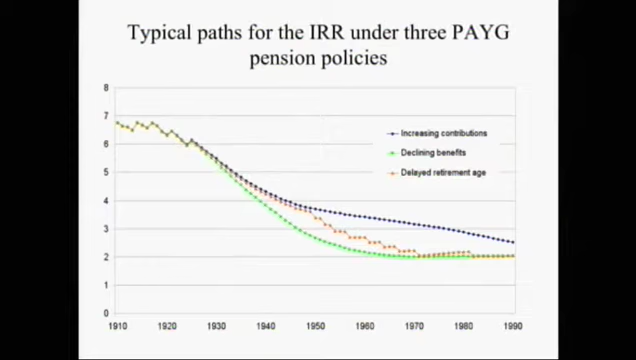 Typical paths for the IRR under three PAYG
pension policies
8
7
6
5
4
3
2
1
0
Increasing contributions
Declining benefits
Delayed retirement age
1910 1920 1930 1940 1950 1960 1970 1980 1990